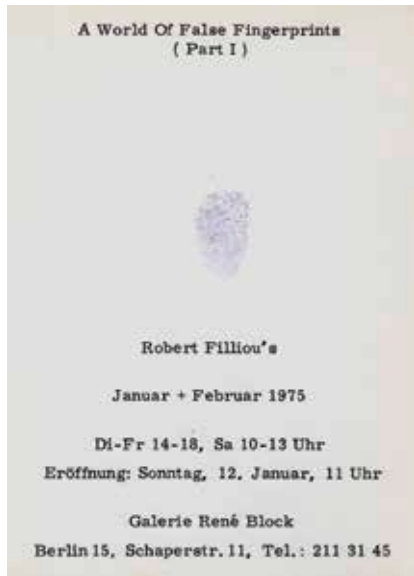 A World Of False Fingerprints
( Part I )
Robert Filliou's
Januar + Februar 1975
Di-Fr 14-18, Sa 10-13 Uhr
Eröffnung: Sonntag, 12. Januar, 11 Uhr
Galerie René Block
Berlin 15, Schaperstr. 11, Tel.: 211 31 45